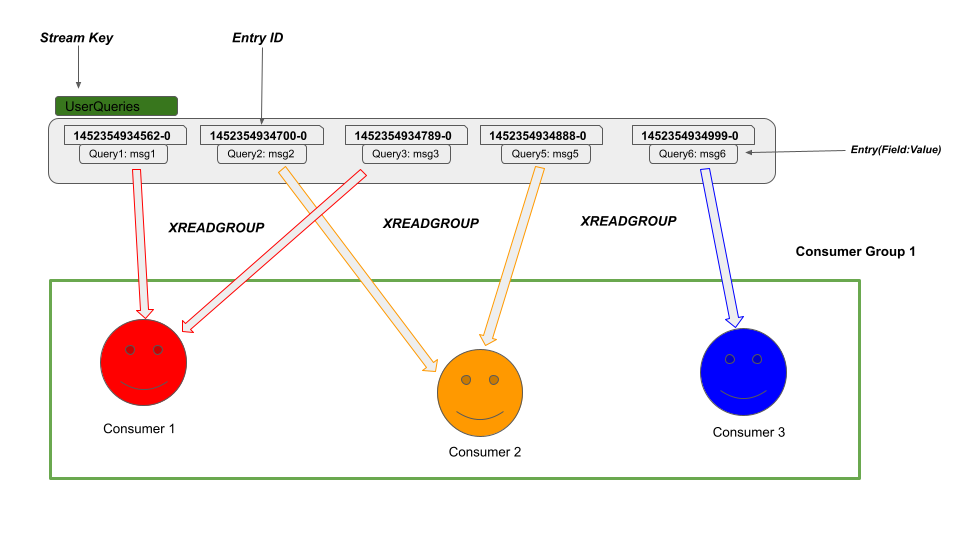 Stream Key
Entry ID
UserQueries
1452354934562-0
1452354934700-0
1452354934789-0
1452354934888-0
1452354934999-0
Query1: msg1
Query2: msg2
Query3: msg3
Query5: msg5
Query6: msg6
Entry(Field:Value)
XREADGROUP
XREADGROUP
XREADGROUP
Consumer Group 1
Consumer 1
Consumer 2
Consumer 3